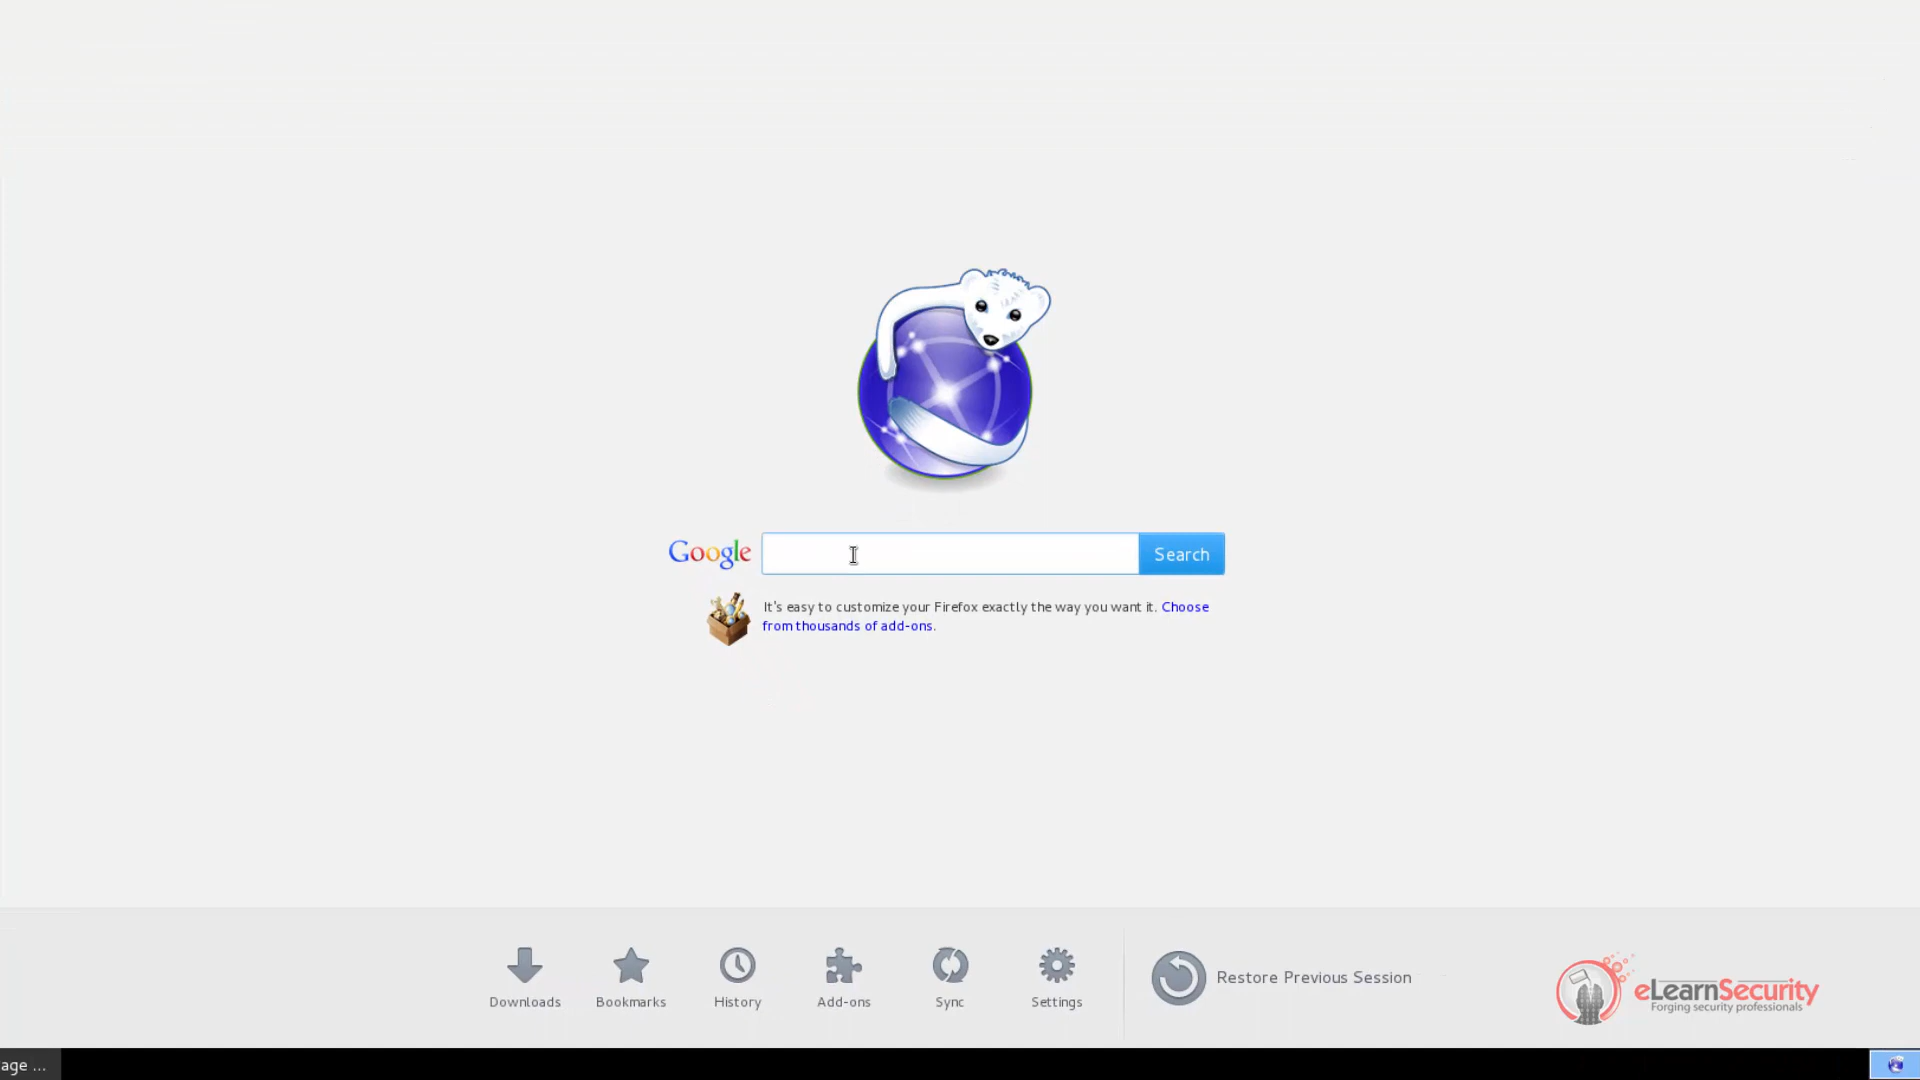 Google
Search
It's easy to customize your Firefox exactly the way you want it. Choose
from thousands of add-ons.
Downloads
Bookmarks
History
Add-ons
Sync
Settings
Restore Previous Session
eLearnSecurity
Forging security professionals
age ...